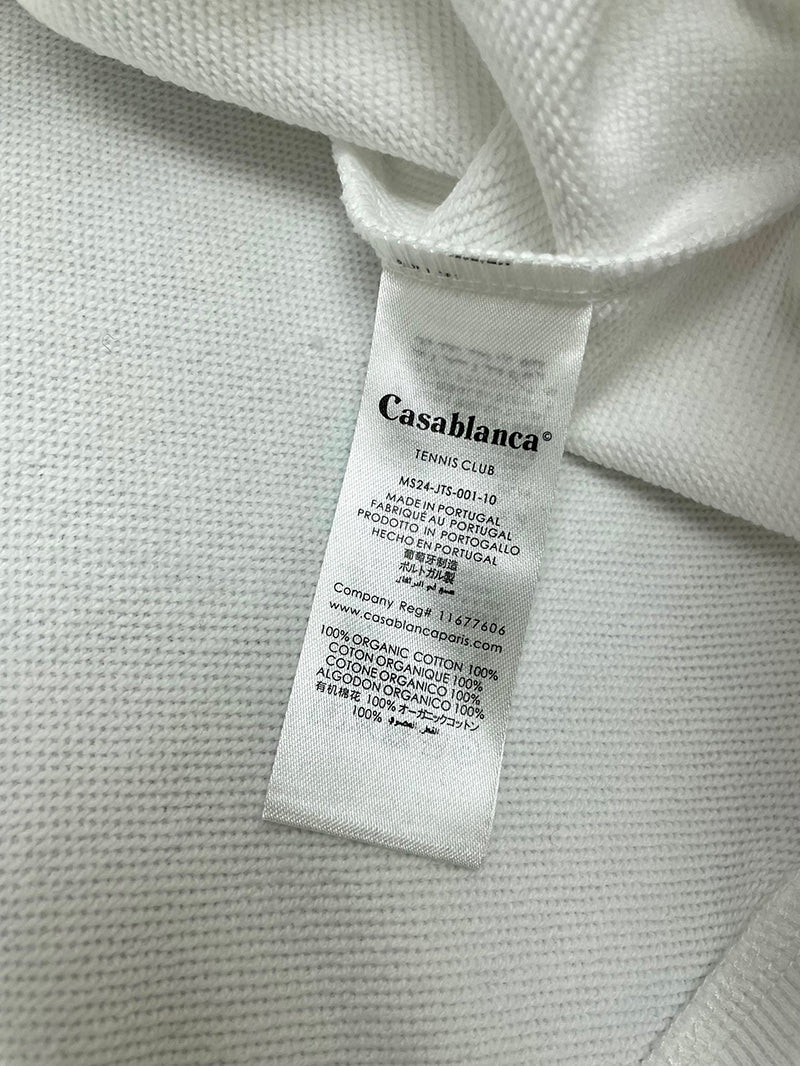 Casablanca©
TENNIS CLUB
MS24-JTS-001-10
MADE IN PORTUGAL
FABRIQUÉ AU PORTUGAL
PRODOTTO IN PORTOGALLO
HECHO EN PORTUGAL
葡萄牙制造
ポルトガル製
صنع في البرتغال
Company Reg# 11677606
www.casablancaparis.com
100% ORGANIC COTTON 100%
COTON ORGANIQUE 100%
COTONE ORGANICO 100%
ALGODON ORGANICO 100%
有机棉花 100% オーガニックコットン
100%